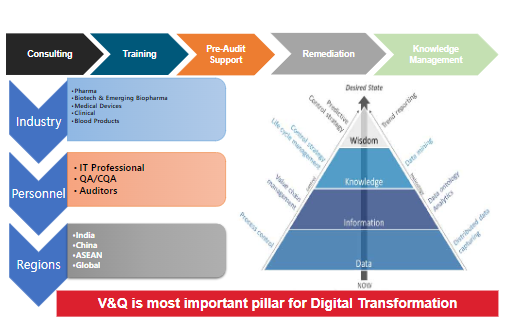 Consulting
Training
Pre-Audit
Support
Remediation
Knowledge
Management
Industry
•Pharma
•Biotech & Emerging Biopharma
•Medical Devices
•Clinical
•Blood Products
Personnel
• IT Professional
• QA/CQA
• Auditors
Regions
•India
•China
•ASEAN
•Global
Desired State
Predictive
Control strategy
Trend reporting
Wisdom
Control strategy
Life cycle management
Data mining
Knowledge
Value chain
management
Data ontology
Analytics
Information
Process control
Distributed data
capturing
Data
NOW
V&Q is most important pillar for Digital Transformation